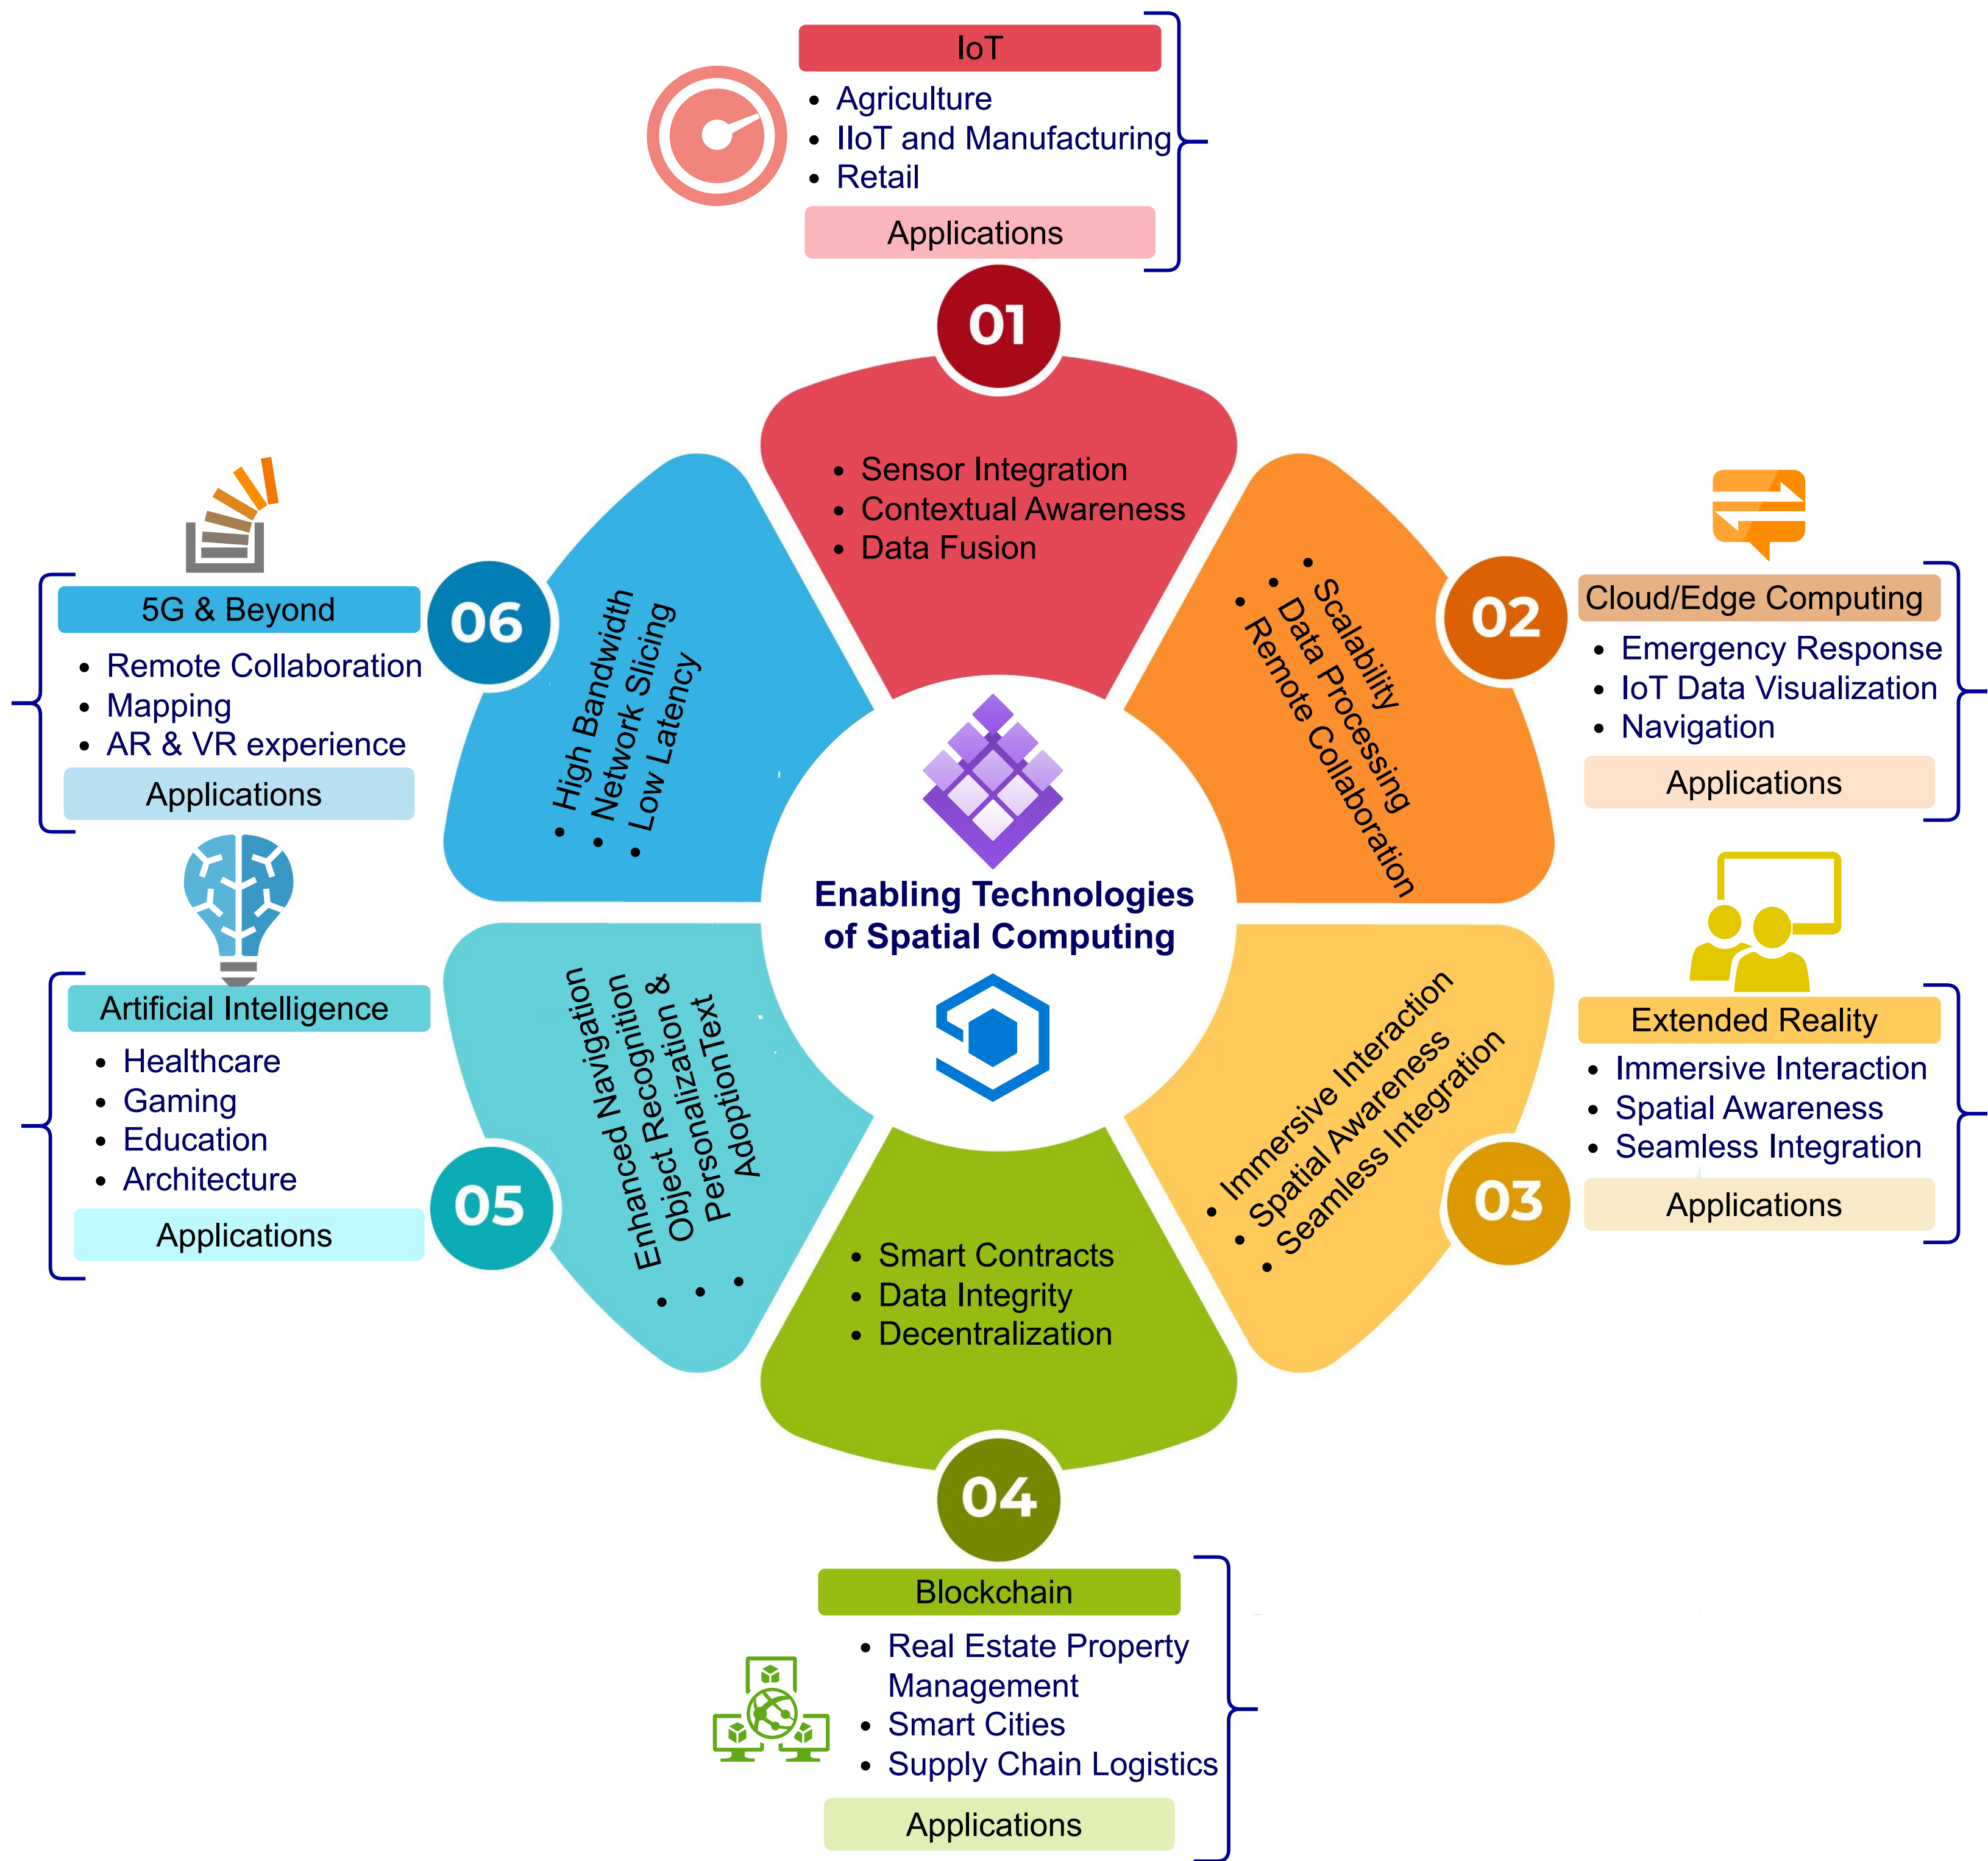 IoT
• Agriculture
• IIoT and Manufacturing
• Retail
Applications
01
• Sensor Integration
• Contextual Awareness
• Data Fusion
02
Cloud/Edge Computing
• Emergency Response
• IoT Data Visualization
• Navigation
Applications
• Scalability
• Data Processing
• Remote Collaboration
03
Extended Reality
• Immersive Interaction
• Spatial Awareness
• Seamless Integration
Applications
• Immersive Interaction
• Spatial Awareness
• Seamless Integration
• Smart Contracts
• Data Integrity
• Decentralization
04
Blockchain
• Real Estate Property
Management
• Smart Cities
• Supply Chain Logistics
Applications
05
Artificial Intelligence
• Healthcare
• Gaming
• Education
• Architecture
Applications
• Enhanced Navigation
• Object Recognition
• Personalization &
Adoption Text
06
5G & Beyond
• Remote Collaboration
• Mapping
• AR & VR experience
Applications
• High Bandwidth
• Network Slicing
• Low Latency
Enabling Technologies
of Spatial Computing